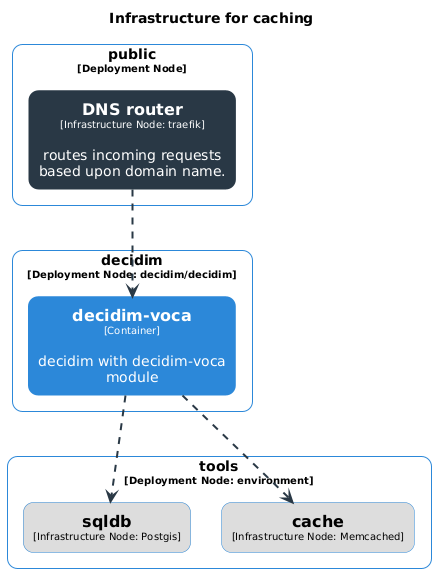 Infrastructure for caching
public
[Deployment Node]
DNS router
[Infrastructure Node: traefik]
routes incoming requests
based upon domain name.
decidim
[Deployment Node: decidim/decidim]
decidim-voca
[Container]
decidim with decidim-voca
module
tools
[Deployment Node: environment]
sqldb
[Infrastructure Node: Postgis]
cache
[Infrastructure Node: Memcached]